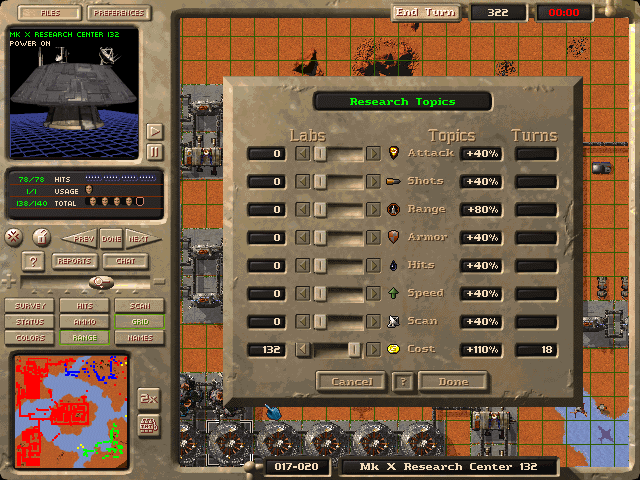 FILES PREFERENCES End Turn 322 00:00
MK X RESEARCH CENTER 132
POWER ON
78/78 HITS
1/1 USAGE
138/140 TOTAL
PREV DONE NEXT
? REPORTS CHAT
SURVEY HITS SCAN
STATUS AMMO GRID
COLORS RANGE NAMES
2x
Research Topics
Labs Topics Turns
0 Attack +40%
0 Shots +40%
0 Range +80%
0 Armor +40%
0 Hits +40%
0 Speed +40%
0 Scan +40%
132 Cost +110% 18
Cancel ? Done
017-020 Mk X Research Center 132